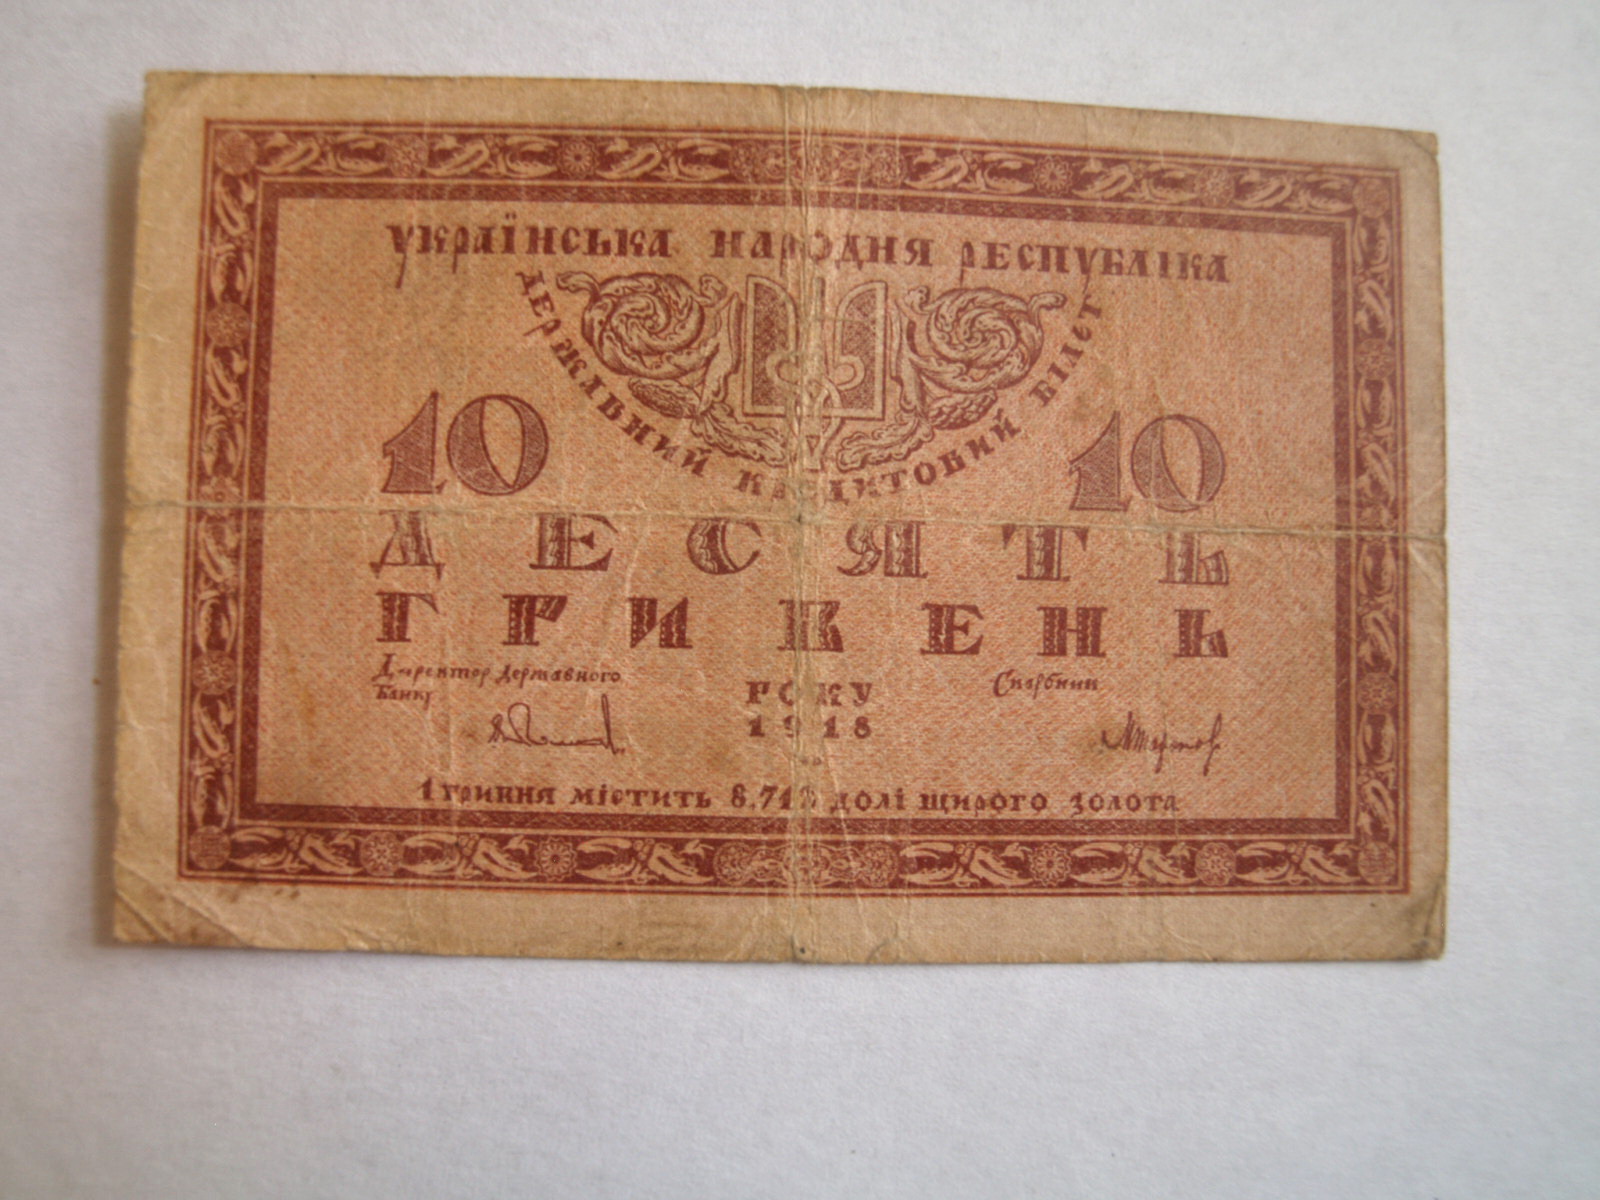 УКРАЇНСЬКА НАРОДНЯ РЕСПУБЛІКА
ДЕРЖАВНИЙ КРЕДИТОВИЙ БІЛЕТ
10 10
ДЕСЯТЬ
ГРИВЕНЬ
Директор Державного
Банку
Скарбник
РОКУ
1918
1 гривня містить 8,712 долі щирого золота